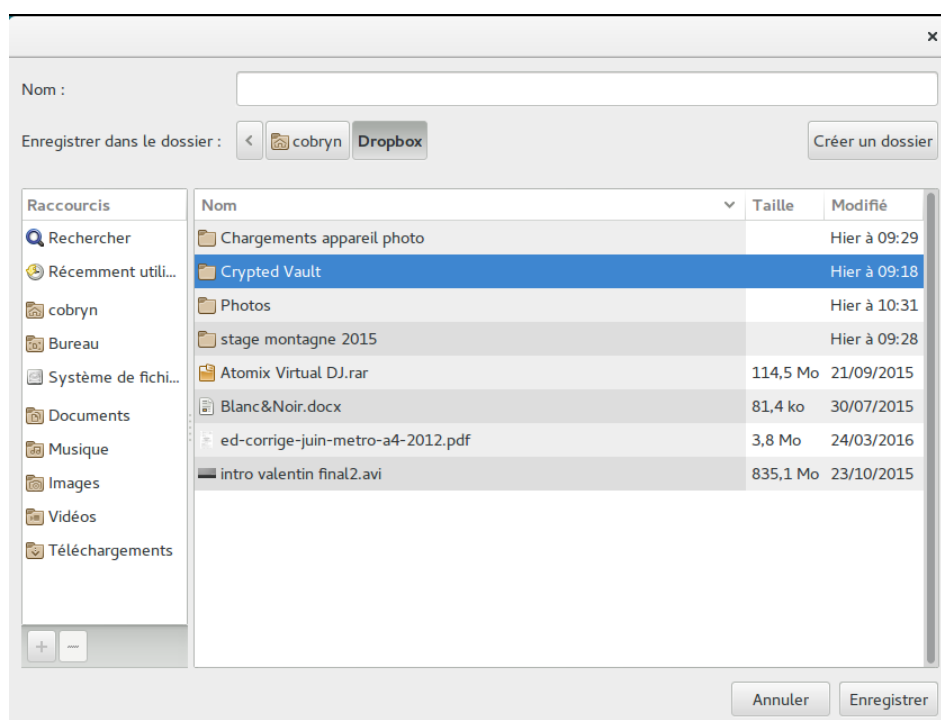 ×
Nom :
Enregistrer dans le dossier : < cobryn Dropbox Créer un dossier
Raccourcis
Rechercher
Récemment utili...
cobryn
Bureau
Système de fichi...
Documents
Musique
Images
Vidéos
Téléchargements
Nom Taille Modifié
Chargements appareil photo Hier à 09:29
Crypted Vault Hier à 09:18
Photos Hier à 10:31
stage montagne 2015 Hier à 09:28
Atomix Virtual DJ.rar 114,5 Mo 21/09/2015
Blanc&Noir.docx 81,4 ko 30/07/2015
ed-corrige-juin-metro-a4-2012.pdf 3,8 Mo 24/03/2016
intro valentin final2.avi 835,1 Mo 23/10/2015
+ −
Annuler Enregistrer